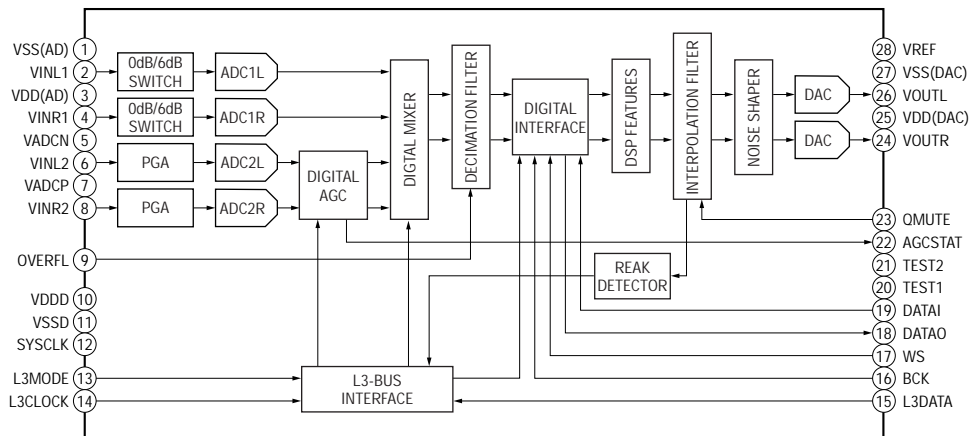 VSS(AD) 1
VINL1 2
VDD(AD) 3
VINR1 4
VADCN 5
VINL2 6
VADCP 7
VINR2 8
OVERFL 9
VDDD 10
VSSD 11
SYSCLK 12
L3MODE 13
L3CLOCK 14
0dB/6dB
SWITCH
ADC1L
0dB/6dB
SWITCH
ADC1R
PGA
ADC2L
PGA
ADC2R
DIGITAL
AGC
DIGTAL MIXER
DECIMATION FILTER
DIGITAL
INTERFACE
DSP FEATURES
INTERPOLATION FILTER
NOISE SHAPER
DAC
DAC
REAK
DETECTOR
L3-BUS
INTERFACE
28 VREF
27 VSS(DAC)
26 VOUTL
25 VDD(DAC)
24 VOUTR
23 QMUTE
22 AGCSTAT
21 TEST2
20 TEST1
19 DATAI
18 DATAO
17 WS
16 BCK
15 L3DATA